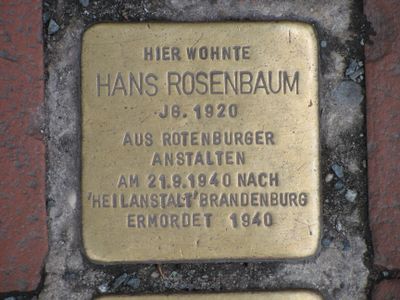 HIER WOHNTE
HANS ROSENBAUM
JG. 1920
AUS ROTENBURGER
ANSTALTEN
AM 21.9.1940 NACH
'HEILANSTALT' BRANDENBURG
ERMORDET 1940